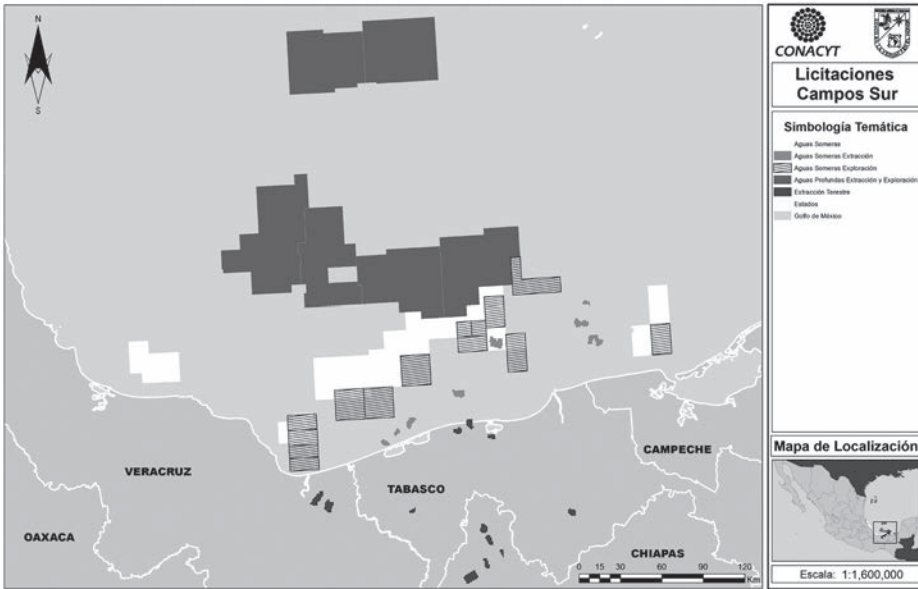 N
S
VERACRUZ
OAXACA
TABASCO
CAMPECHE
CHIAPAS
0 15 30 60 90 120
Km
CONACYT
Licitaciones
Campos Sur
Simbología Temática
Aguas Someras
Aguas Someras Extracción
Aguas Someras Exploración
Aguas Profundas Extracción y Exploración
Extracción Terestre
Estados
Golfo de México
Mapa de Localización
Escala: 1:1,600,000